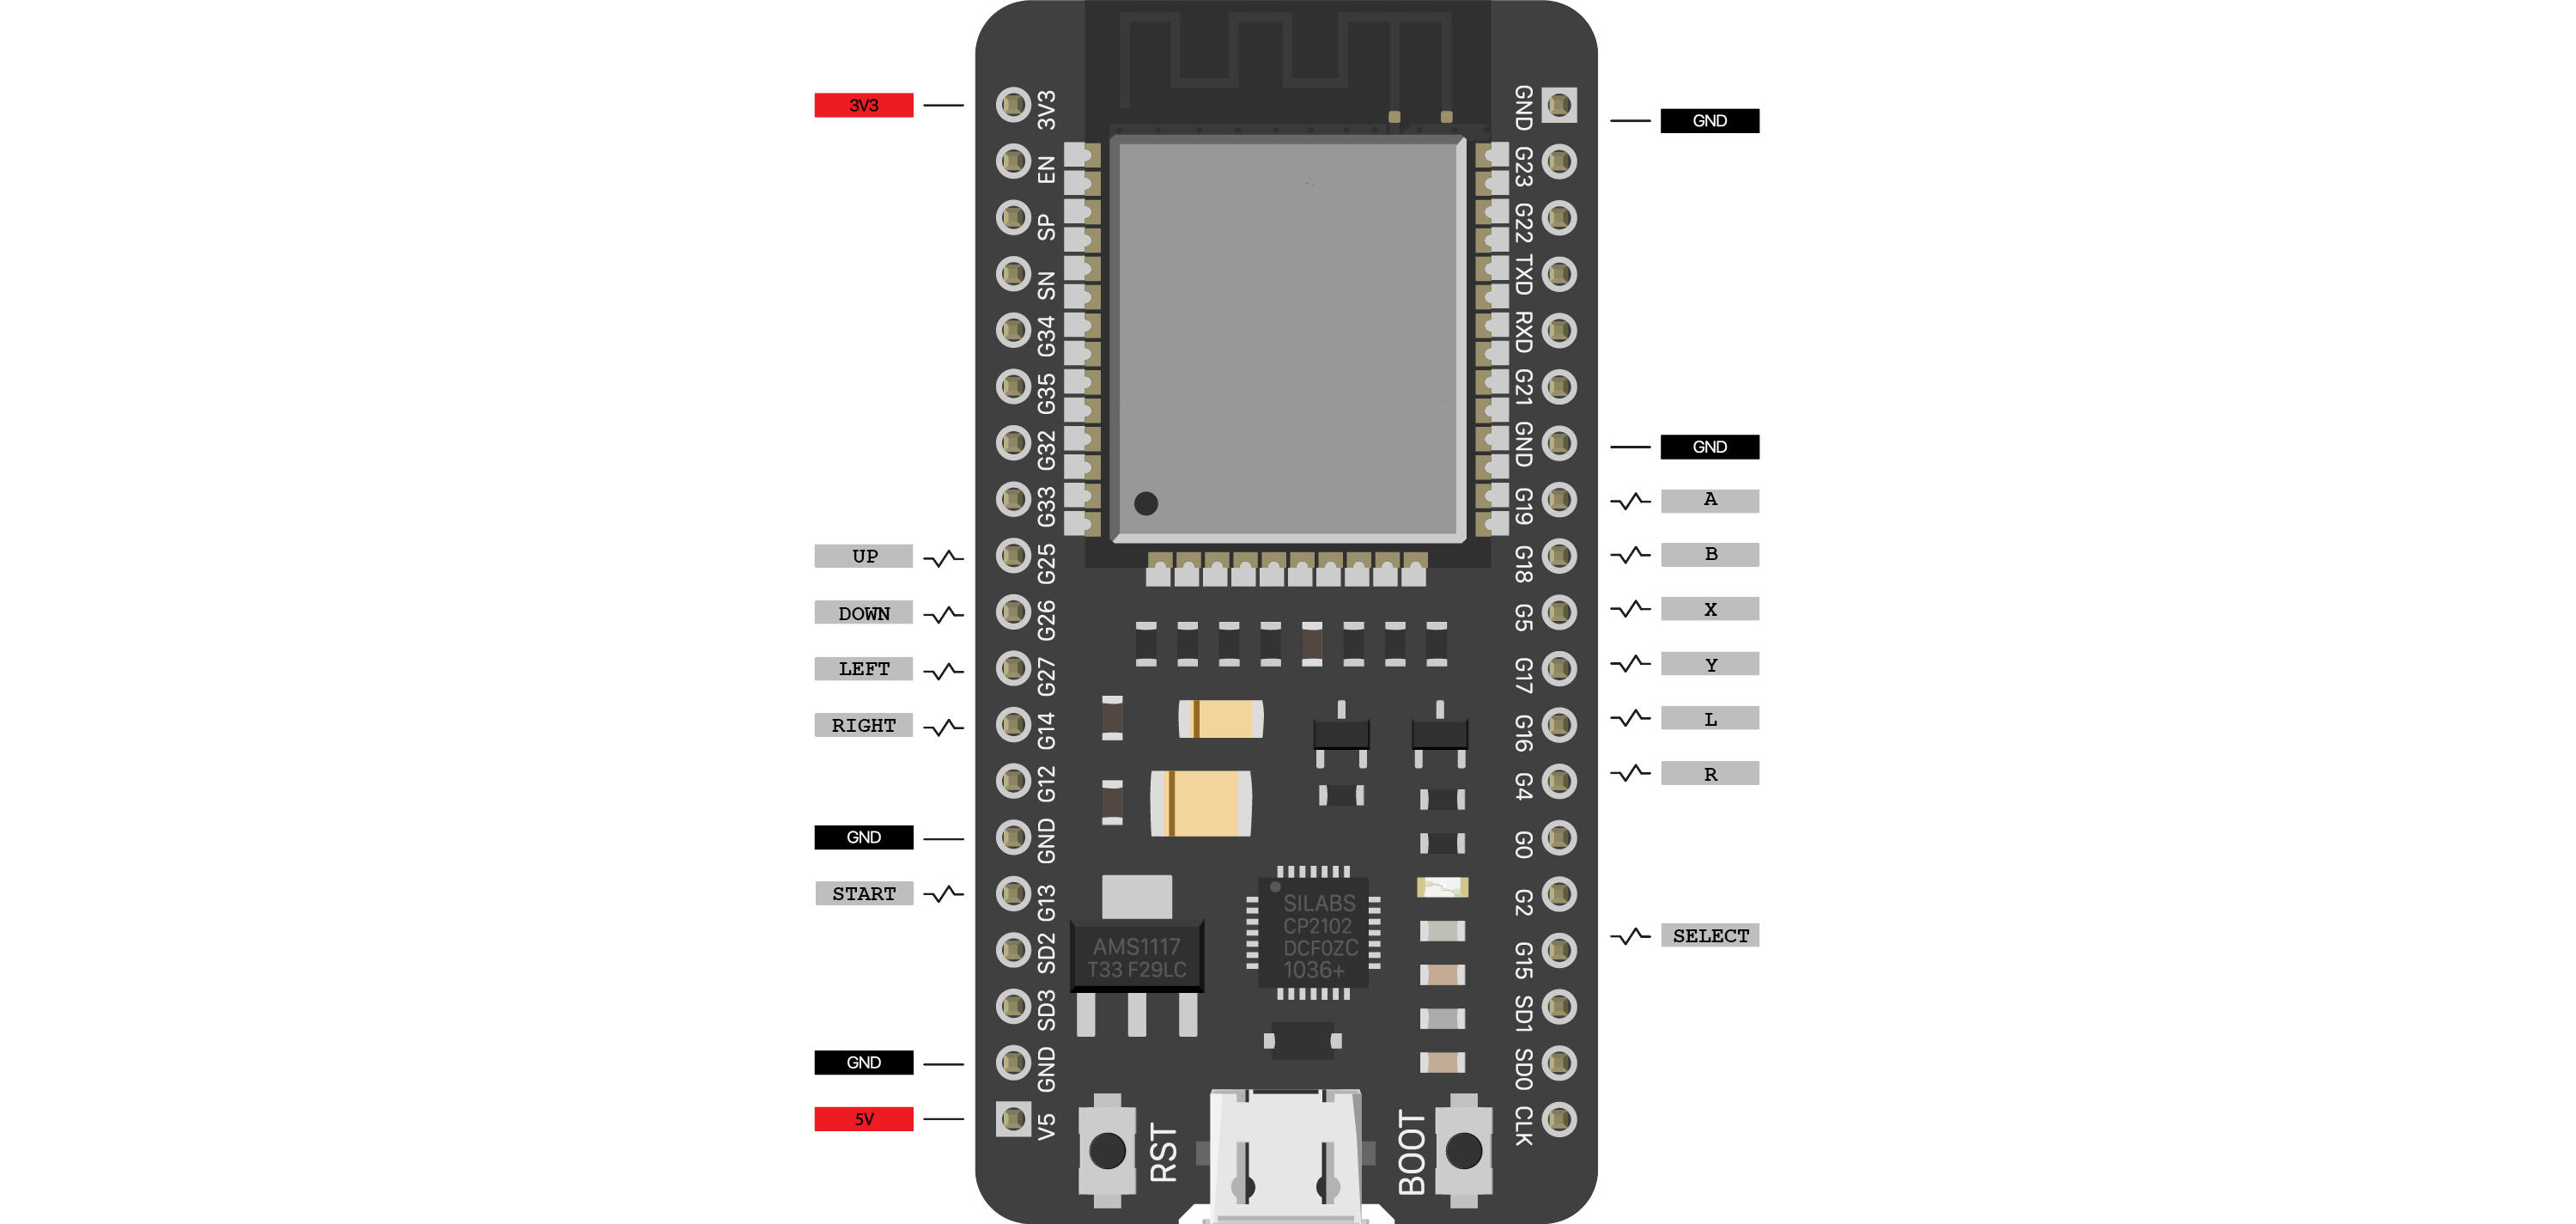 3V3
UP
DOWN
LEFT
RIGHT
GND
START
GND
5V
3V3
EN
SP
SN
G34
G35
G32
G33
G25
G26
G27
G14
G12
GND
G13
SD2
SD3
GND
V5
AMS1117
T33 F29LC
SILABS
CP2102
DCF0ZC
1036+
RST
BOOT
GND
G23
G22
TXD
RXD
G21
GND
G19
G18
G5
G17
G16
G4
G0
G2
G15
SD1
SD0
CLK
GND
GND
A
B
X
Y
L
R
SELECT